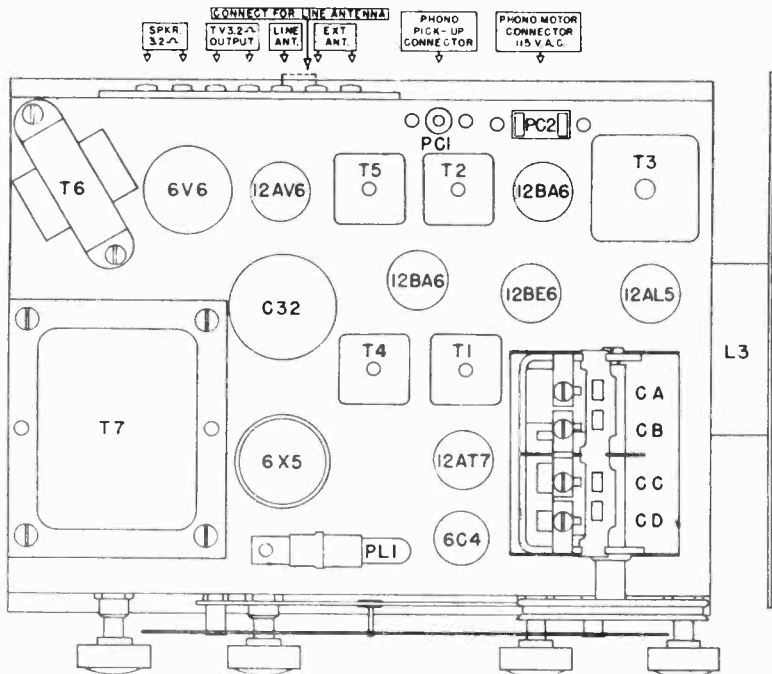 CONNECT FOR LINE ANTENNA
SPKR.
3.2 Ω
TV 3.2 Ω
OUTPUT
LINE
ANT.
EXT
ANT.
PHONO
PICK-UP
CONNECTOR
PHONO MOTOR
CONNECTOR
115 V. A.C.
PC1
PC2
T6
6V6
12AV6
T5
T2
12BA6
T3
C32
12BA6
12BE6
12AL5
T4
T1
L3
T7
CA
CB
6X5
12AT7
CC
CD
PL1
6C4